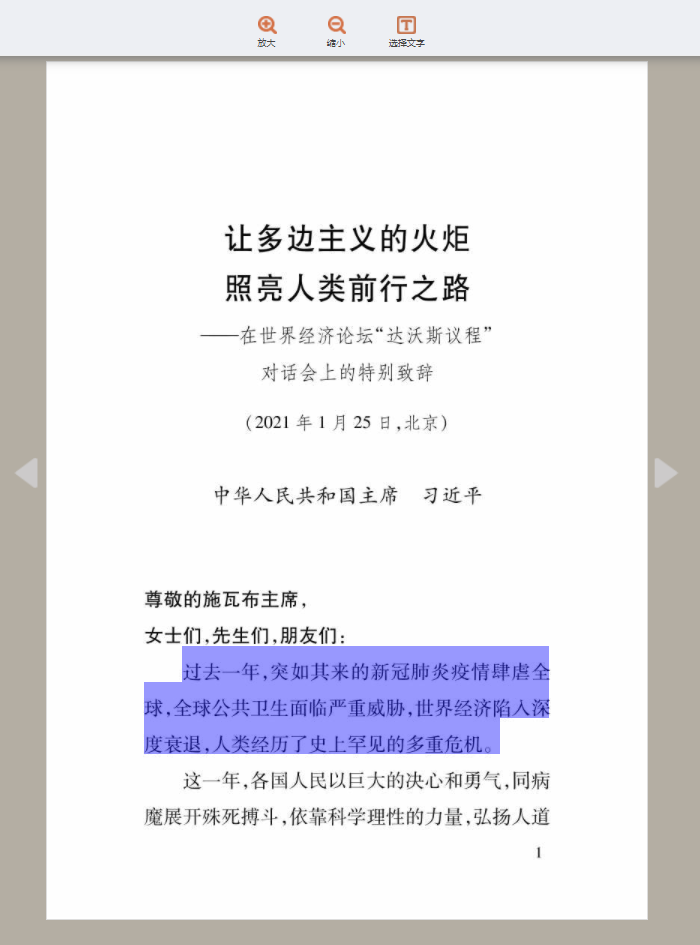 放大 缩小 选择文字
让多边主义的火炬
照亮人类前行之路
——在世界经济论坛“达沃斯议程”
对话会上的特别致辞
(2021 年 1 月 25 日,北京)
中华人民共和国主席 习近平
尊敬的施瓦布主席,
女士们,先生们,朋友们:
过去一年,突如其来的新冠肺炎疫情肆虐全
球,全球公共卫生面临严重威胁,世界经济陷入深
度衰退,人类经历了史上罕见的多重危机。
这一年,各国人民以巨大的决心和勇气,同病
魔展开殊死搏斗,依靠科学理性的力量,弘扬人道
1